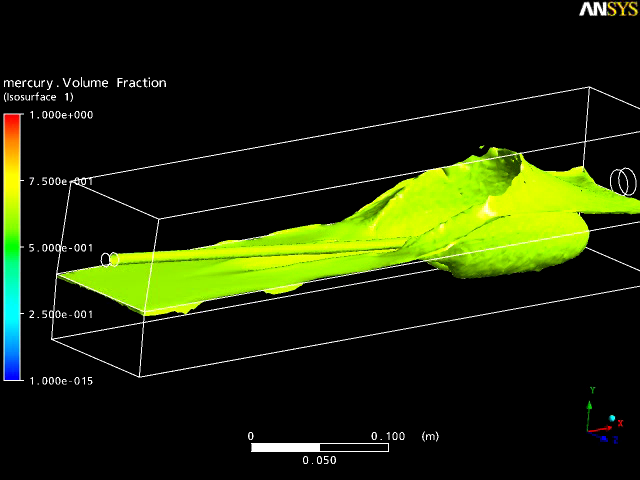 ANSYS
mercury.Volume Fraction
(Isosurface 1)
1.000e+000
7.500e-001
5.000e-001
2.500e-001
1.000e-015
0 0.100 (m)
0.050
Y
X
Z